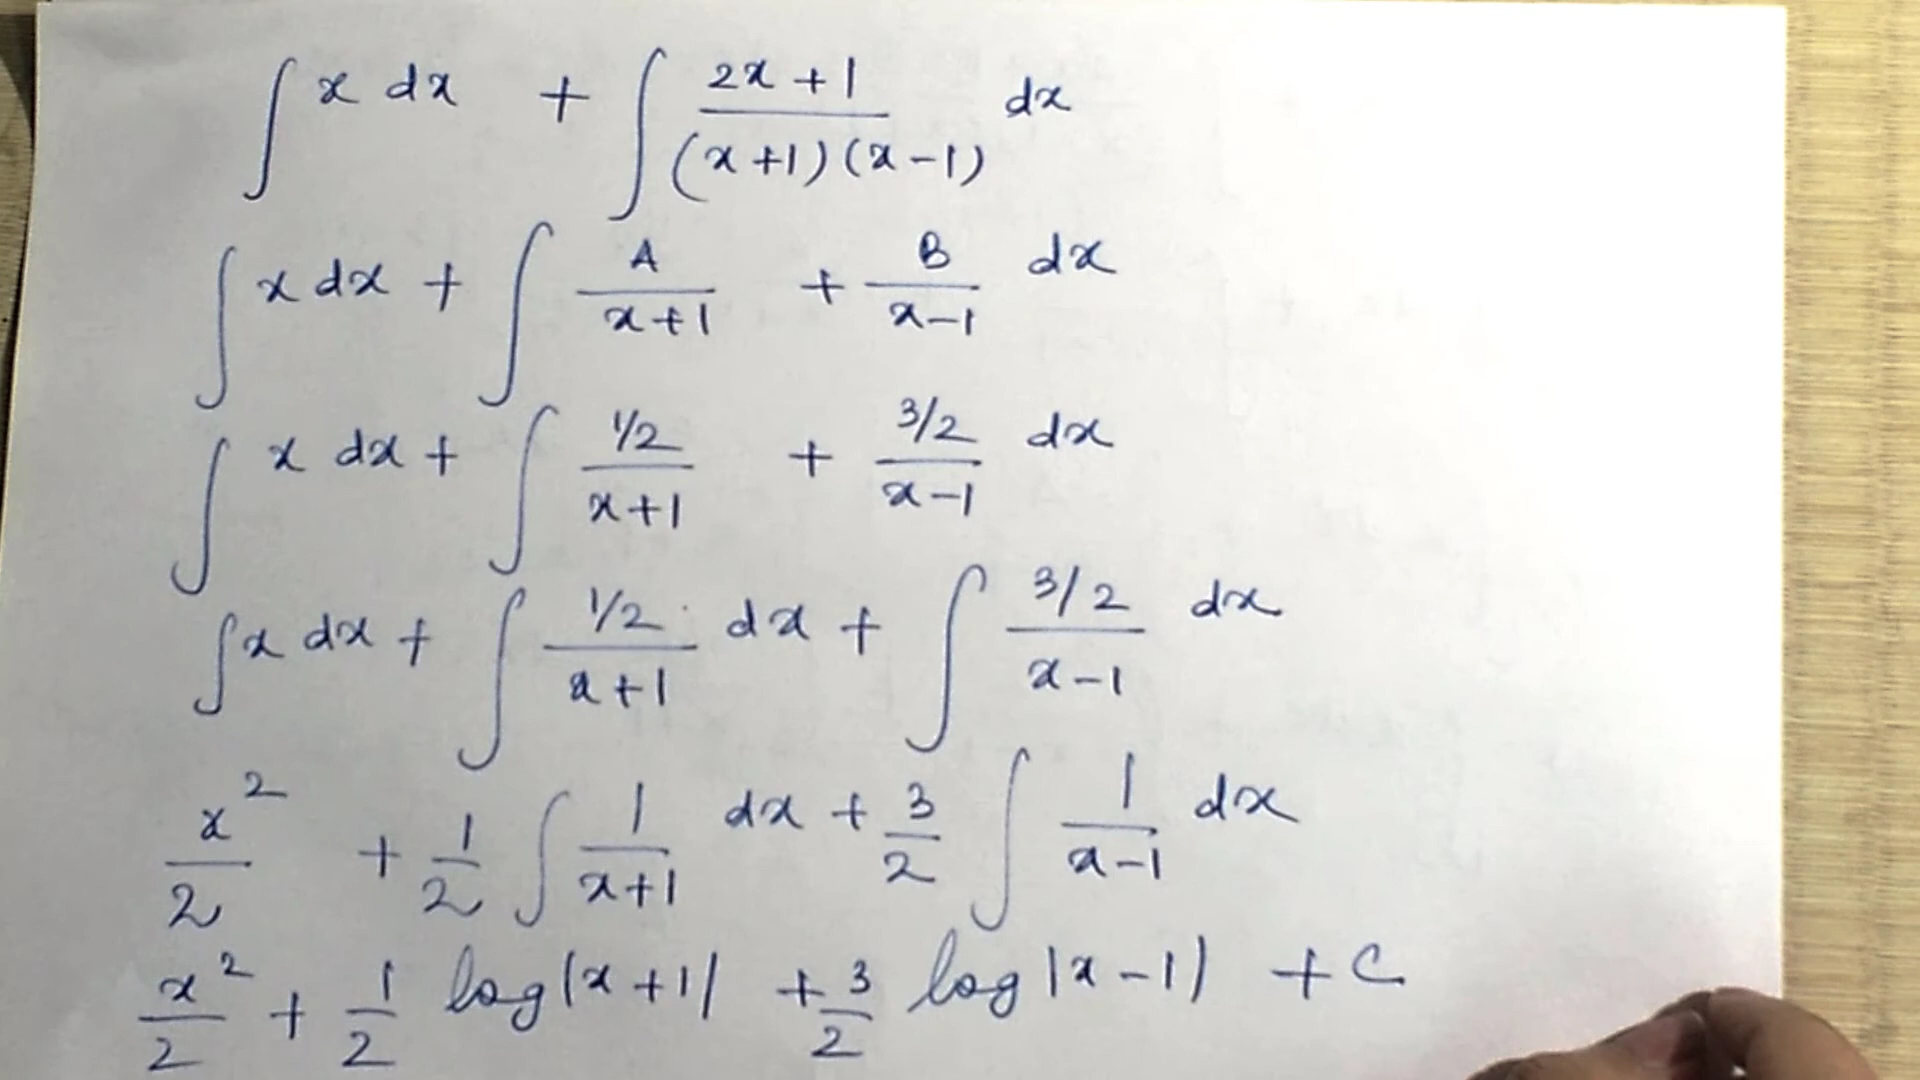 ∫ x dx + ∫ (2x+1)/((x+1)(x-1)) dx
∫ x dx + ∫ A/(x+1) + B/(x-1) dx
∫ x dx + ∫ (1/2)/(x+1) + (3/2)/(x-1) dx
∫ x dx + ∫ (1/2)/(x+1) dx + ∫ (3/2)/(x-1) dx
x²/2 + 1/2 ∫ 1/(x+1) dx + 3/2 ∫ 1/(x-1) dx
x²/2 + 1/2 log|x+1| + 3/2 log|x-1| + C